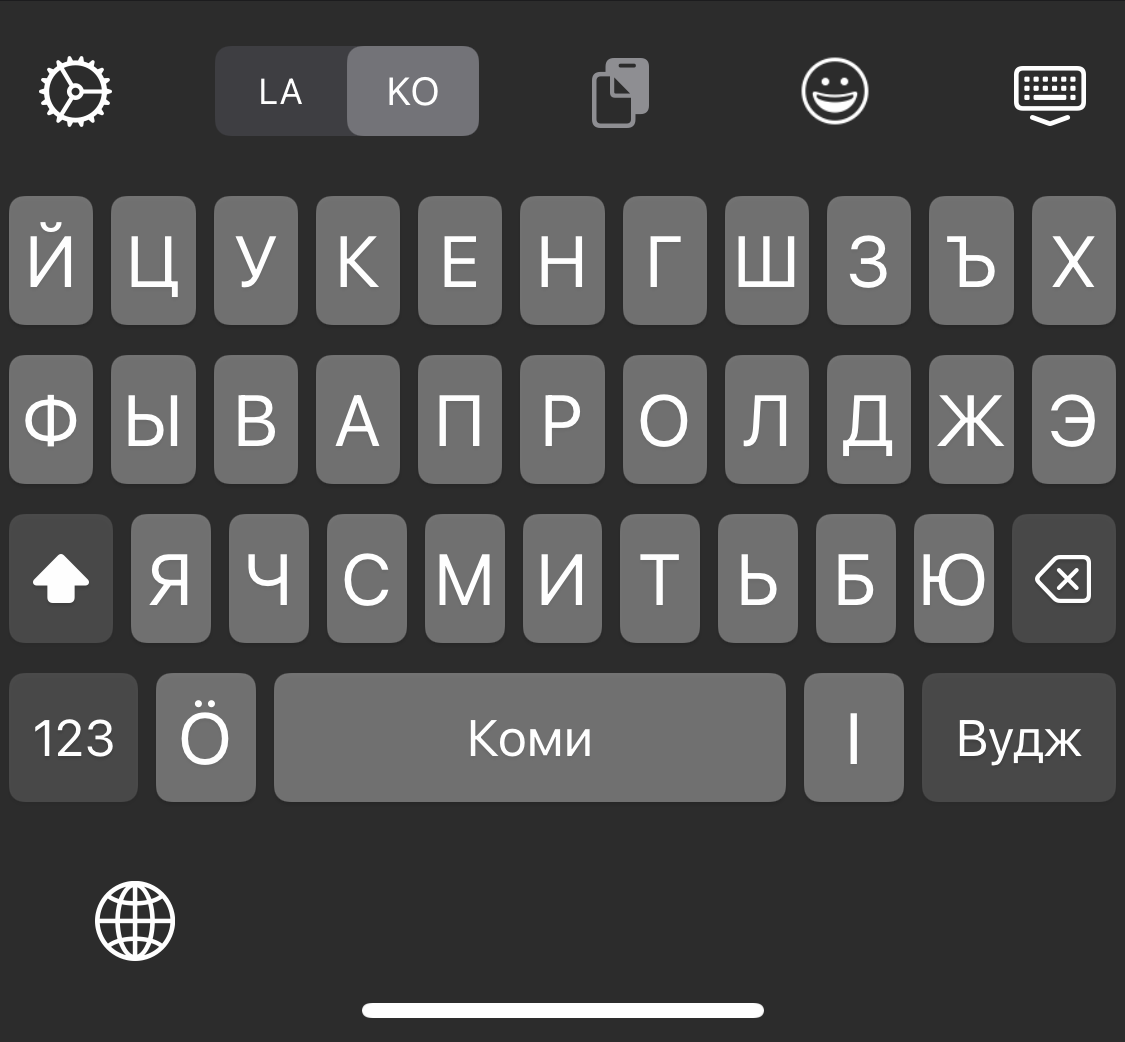 LA KO
Й Ц У К Е Н Г Ш З Ъ Х
Ф Ы В А П Р О Л Д Ж Э
Я Ч С М И Т Ь Б Ю
123 Ӧ Коми І Вудж